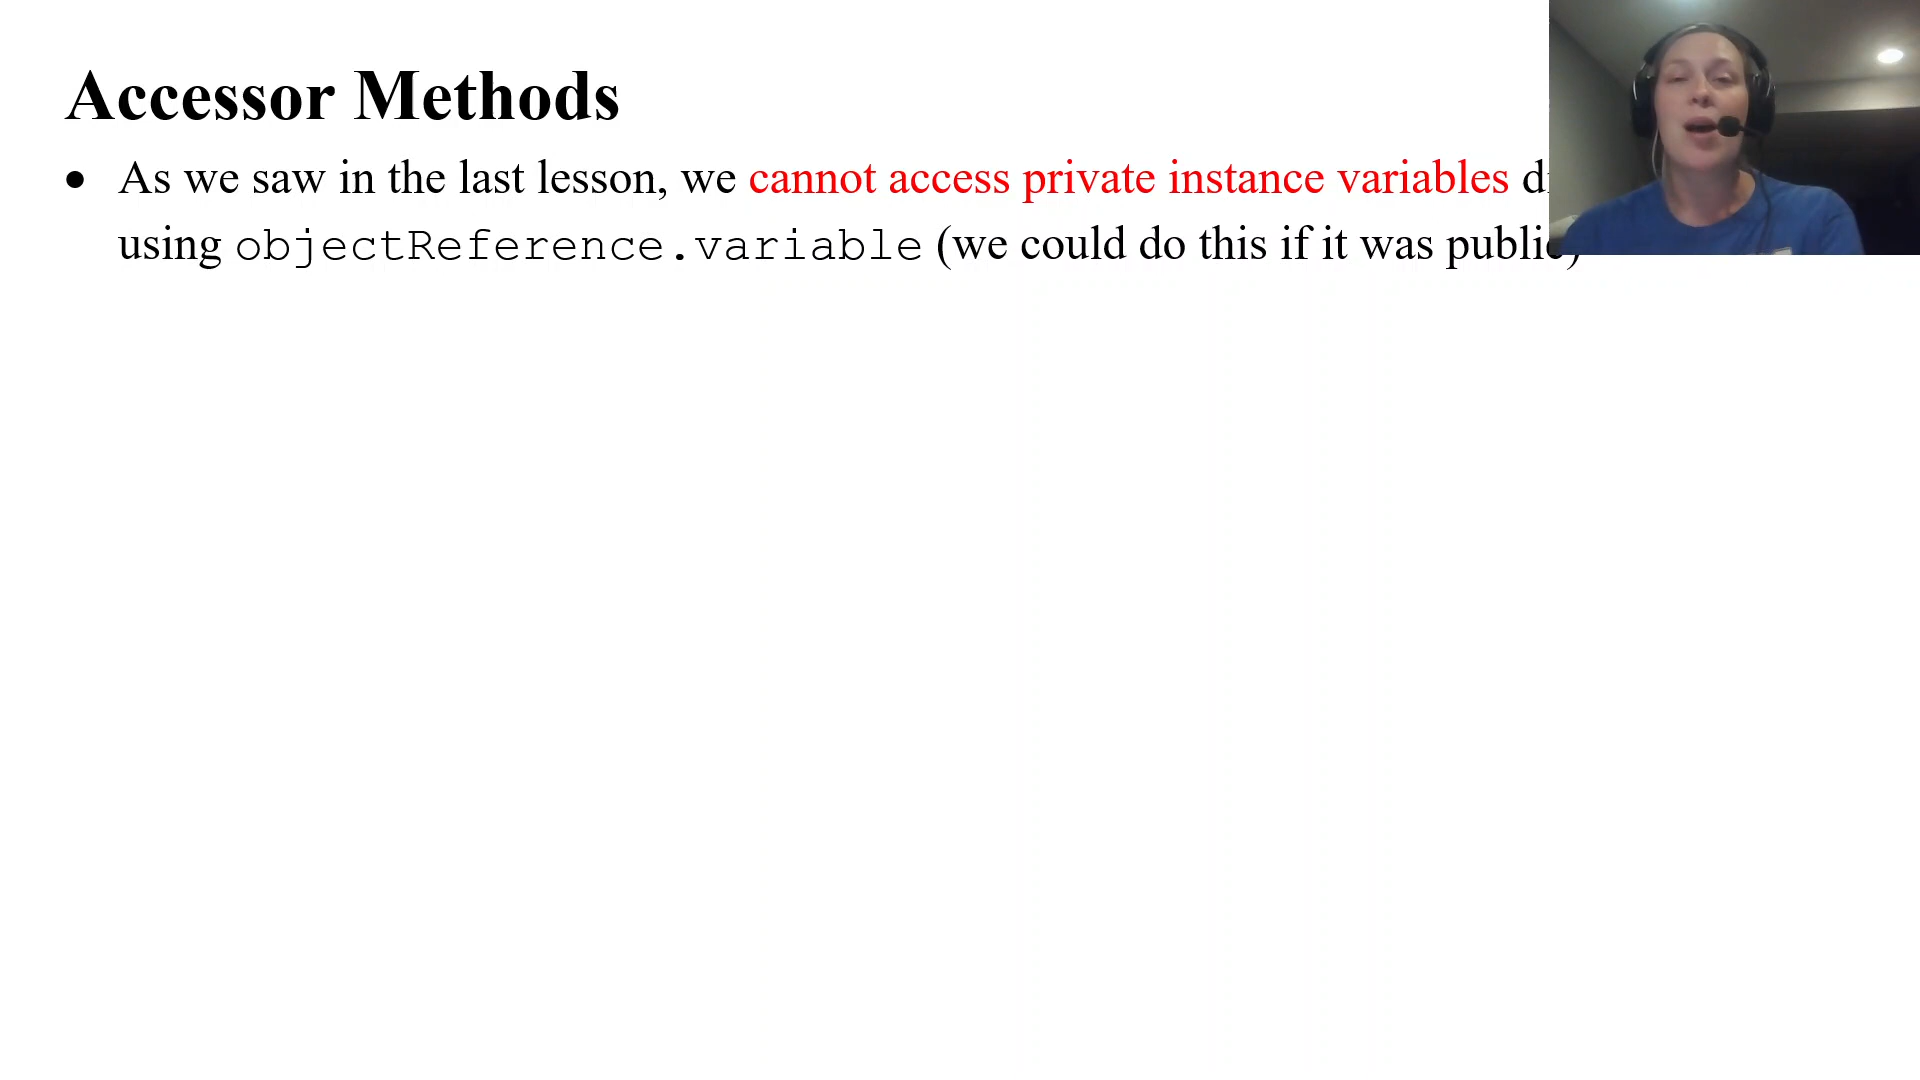 Accessor Methods
• As we saw in the last lesson, we cannot access private instance variables
using objectReference.variable (we could do this if it was public)